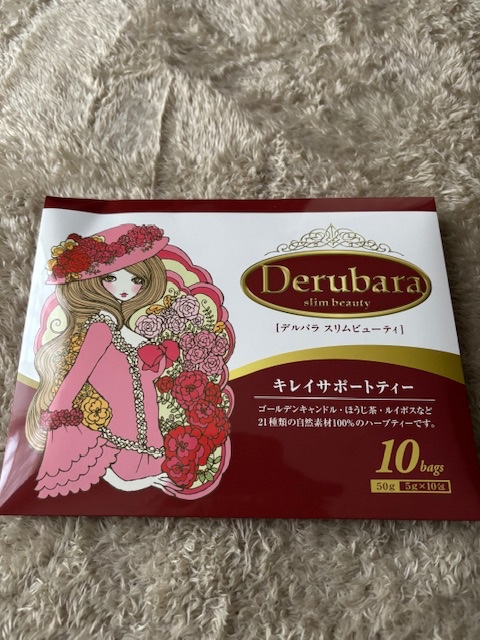 Derubara
slim beauty
[デルバラ スリムビューティ]
キレイサポートティー
ゴールデンキャンドル・ほうじ茶・ルイボスなど
21種類の自然素材100%のハーブティーです。
10bags
50g 5g×10包